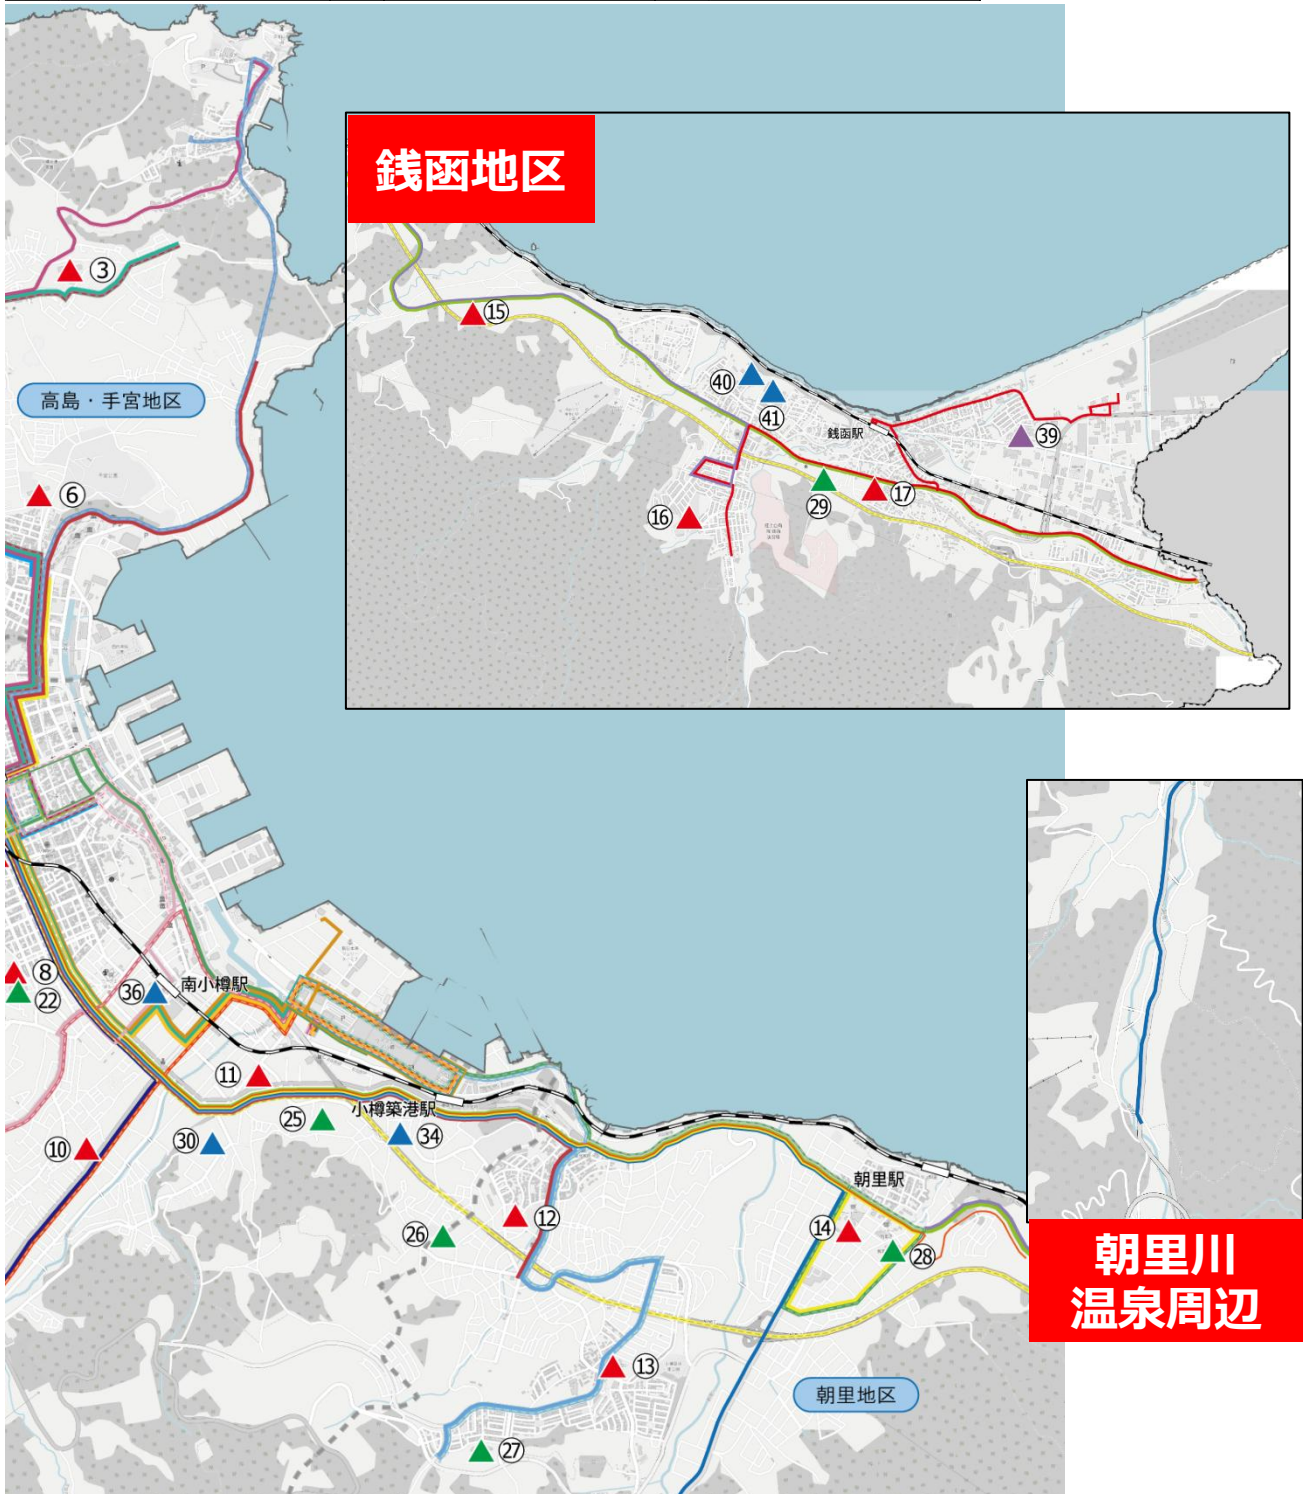 銭函地区
③
⑮
高島・手宮地区
㊵
㊶
銭函駅
㊴
⑥
⑯
㉙
⑰
⑧
㉒
㊱
南小樽駅
⑪
小樽築港駅
㉕
㉞
⑩
㉚
朝里駅
⑫
⑭
㉖
㉘
朝里川
温泉周辺
⑬
朝里地区
㉗